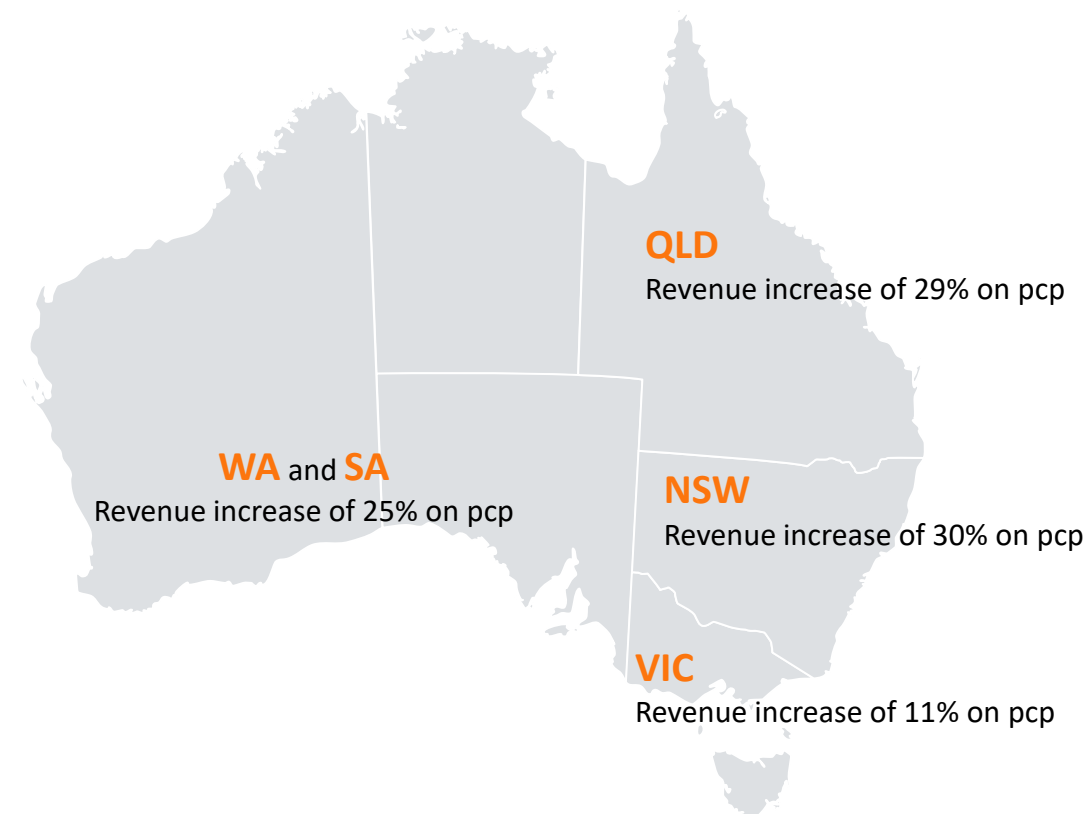 QLD
Revenue increase of 29% on pcp
WA and SA
Revenue increase of 25% on pcp
NSW
Revenue increase of 30% on pcp
VIC
Revenue increase of 11% on pcp